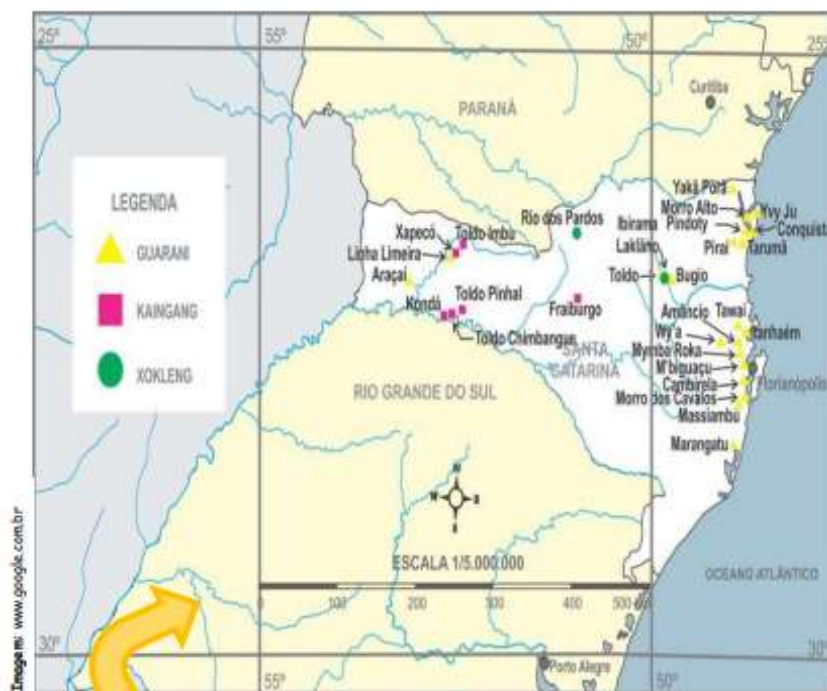 25º
55º
50º
25º
Curitiba
PARANÁ
LEGENDA
GUARANI
KAINGANG
XOKLENG
Yaká Porã
Morro Alto
Yvy Ju
Pindoty
Conquista
Piraí
Tarumã
Rio dos Pardos
Ibirama
Laklãno
Toldo
Bugio
Xapecó
Toldo Imbu
Linha Limeira
Araçaí
Kondá
Toldo Pinhal
Toldo Chimbangue
Fraiburgo
SANTA
CATARINA
Amâncio
Tawaí
Itanhaém
Wy'a
Mymba Roka
M'biguaçu
Cambirela
Florianópolis
Morro dos Cavalos
Massiambu
Marangatu
RIO GRANDE DO SUL
N
W
ESCALA 1/5.000.000
0
100
200
300
400
OCEANO ATLÂNTICO
30º
55º
Porto Alegre
50º
30º
Imagem: www.google.com.br